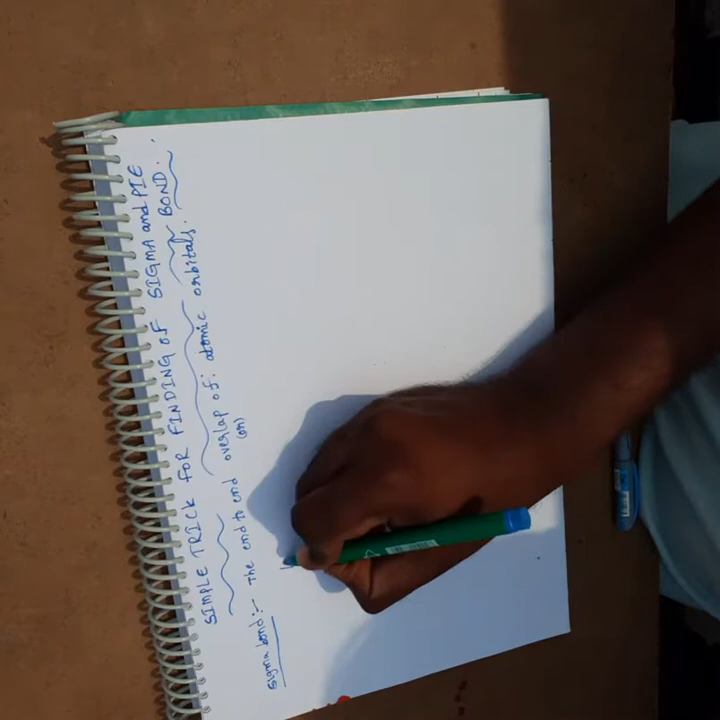 SIMPLE TRICK FOR FINDING OF SIGMA and PIE
BOND.
Sigma bond:- The end to end overlap of: atomic orbitals.
(or)